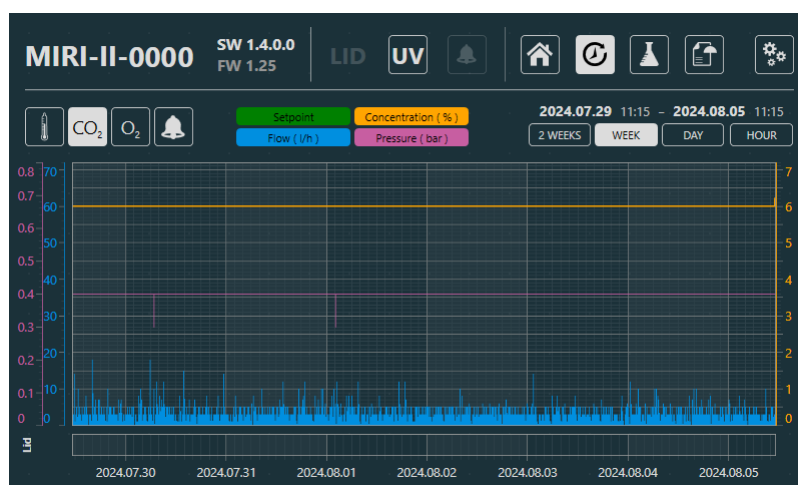 MIRI-II-0000 SW 1.4.0.0 LID UV
FW 1.25
CO₂ O₂
Setpoint Concentration ( % )
Flow ( l/h ) Pressure ( bar )
2024.07.29 11:15 - 2024.08.05 11:15
2 WEEKS WEEK DAY HOUR
0.8 70 7
0.7 60 6
0.6 50 5
0.5 40 4
0.4 30 3
0.3 20 2
0.2 10 1
0.1 0 0
0
Lid
2024.07.30 2024.07.31 2024.08.01 2024.08.02 2024.08.03 2024.08.04 2024.08.05